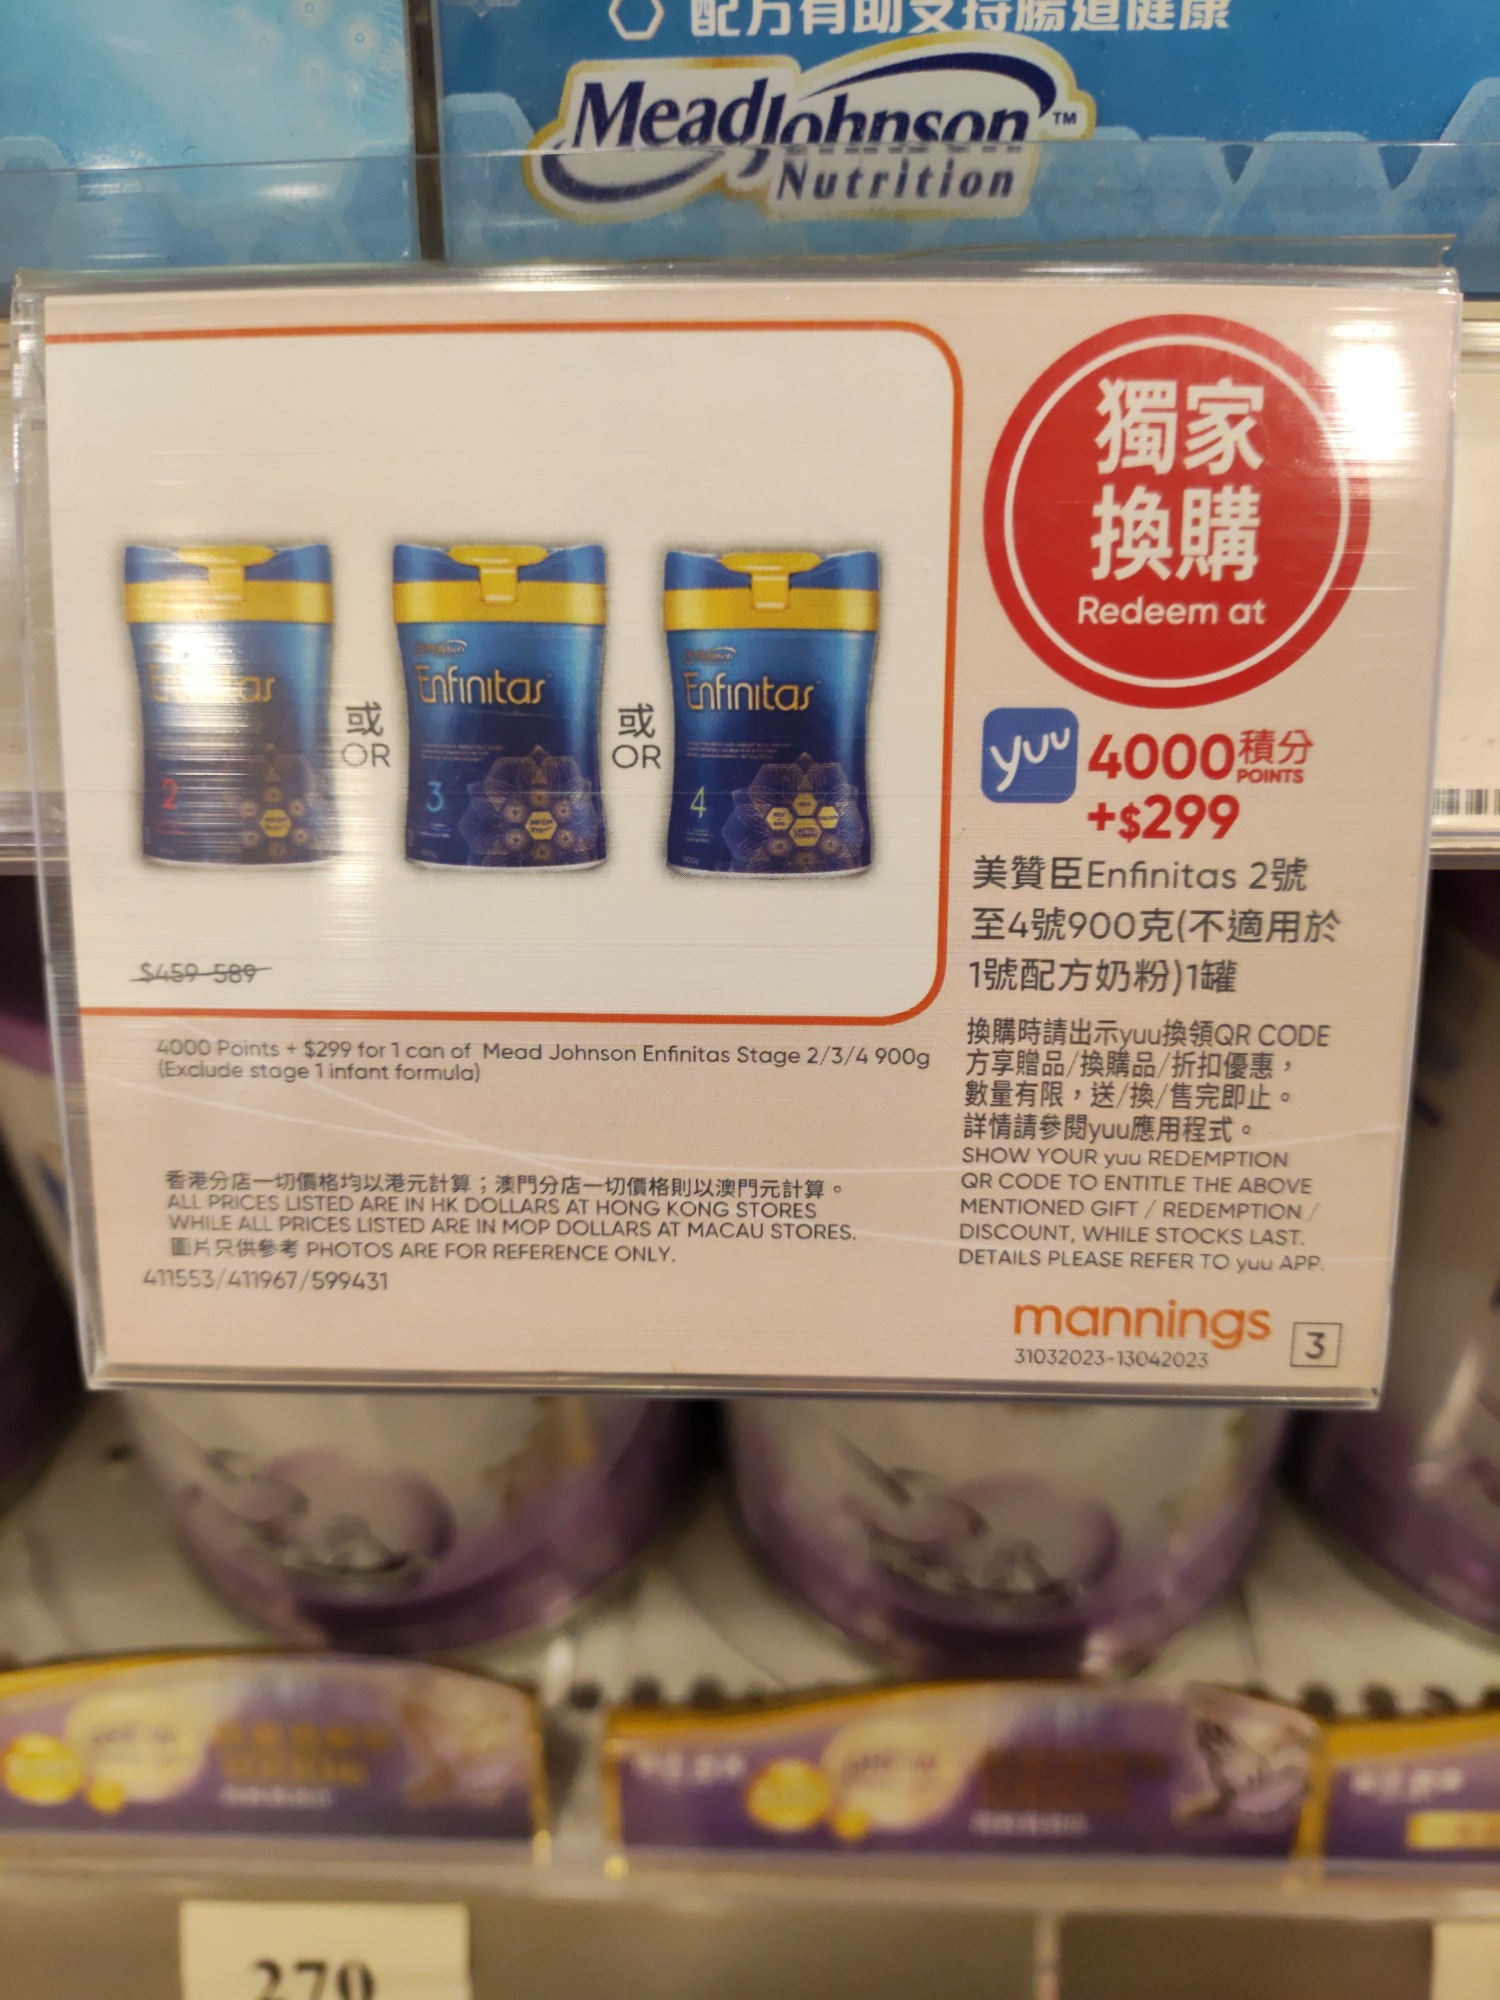 配方有助支持腸道健康
MeadJohnson™
Nutrition
獨家
換購
Redeem at
yuu 4000積分
POINTS
+$299
Enfinitas
Enfinitas
Enfinitas
2
或
OR
3
或
OR
4
$459-589
美贊臣Enfinitas 2號
至4號900克(不適用於
1號配方奶粉)1罐
4000 Points + $299 for 1 can of Mead Johnson Enfinitas Stage 2/3/4 900g
(Exclude stage 1 infant formula)
換購時請出示yuu換領QR CODE
方享贈品/換購品/折扣優惠，
數量有限，送/換/售完即止。
詳情請參閱yuu應用程式。
SHOW YOUR yuu REDEMPTION
QR CODE TO ENTITLE THE ABOVE
MENTIONED GIFT / REDEMPTION /
DISCOUNT, WHILE STOCKS LAST.
DETAILS PLEASE REFER TO yuu APP.
香港分店一切價格均以港元計算；澳門分店一切價格則以澳門元計算。
ALL PRICES LISTED ARE IN HK DOLLARS AT HONG KONG STORES
WHILE ALL PRICES LISTED ARE IN MOP DOLLARS AT MACAU STORES.
圖片只供參考 PHOTOS ARE FOR REFERENCE ONLY.
411553/411967/599431
mannings
31032023-13042023
3
279